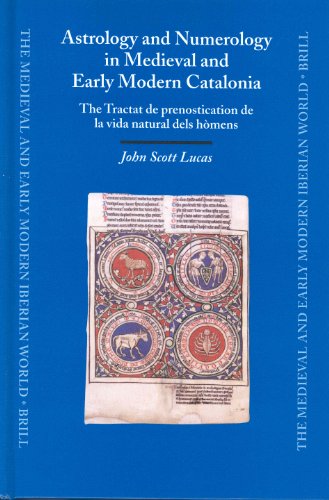 Astrology and Numerology
in Medieval and
Early Modern Catalonia
The Tractat de prenostication de
la vida natural dels hòmens
John Scott Lucas
THE MEDIEVAL AND EARLY MODERN IBERIAN WORLD • BRILL
THE MEDIEVAL AND EARLY MODERN IBERIAN WORLD • BRILL